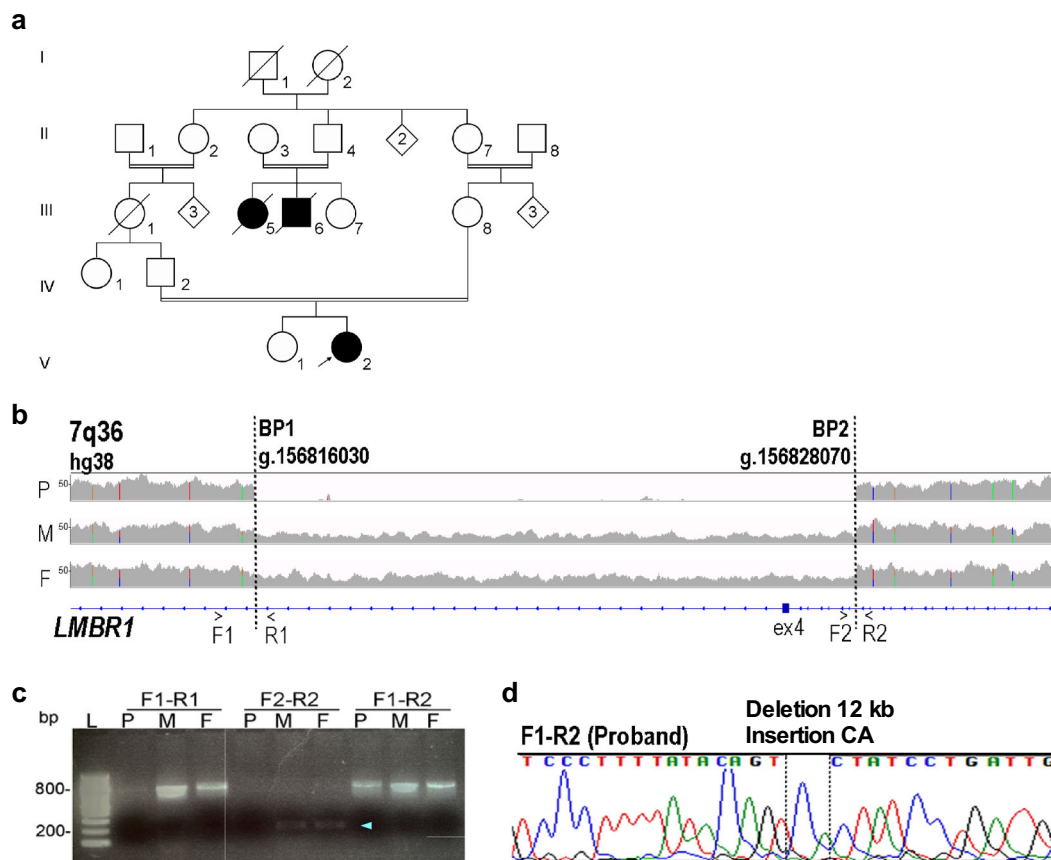 a
I
1 2
II
1 2 3 4 2 7 8
III
1 3 5 6 7 8 3
IV
1 2
V
1 2
b
7q36
hg38
BP1
g.156816030
BP2
g.156828070
P 50
M 50
F 50
LMBR1
> F1
< R1
ex4
> F2
< R2
c
F1-R1 F2-R2 F1-R2
bp L P M F P M F P M F
800-
200-
d
Deletion 12 kb
Insertion CA
F1-R2 (Proband)
T C C C T T T T A T A C A G T C T A T C C T G A T T G